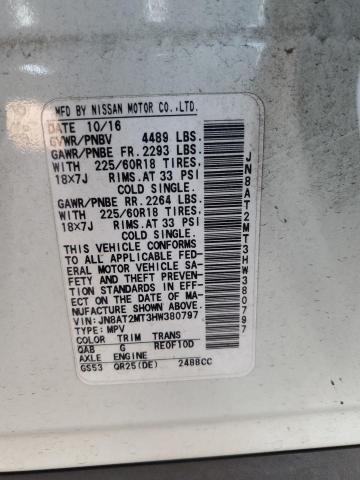 MFD BY NISSAN MOTOR CO.,LTD.
DATE 10/16
GVWR/PNBV 4489 LBS.
GAWR/PNBE FR. 2293 LBS.
WITH 225/60R18 TIRES,
18x7J RIMS.AT 33 PSI
COLD SINGLE.
GAWR/PNBE RR. 2264 LBS.
WITH 225/60R18 TIRES,
18x7J RIMS.AT 33 PSI
COLD SINGLE.
THIS VEHICLE CONFORMS
TO ALL APPLICABLE FED-
ERAL MOTOR VEHICLE SA-
FETY AND THEFT PREVEN-
TION STANDARDS IN EFF-
ECT ON THE DATE OF MA-
NUFACTURE SHOWN ABOVE.
VIN: JN8AT2MT3HW380797
TYPE: MPV
COLOR TRIM TRANS
QAB G RE0F10D
AXLE ENGINE
GS53 QR25(DE) 2488CC
JN8AT2MT3HW380797